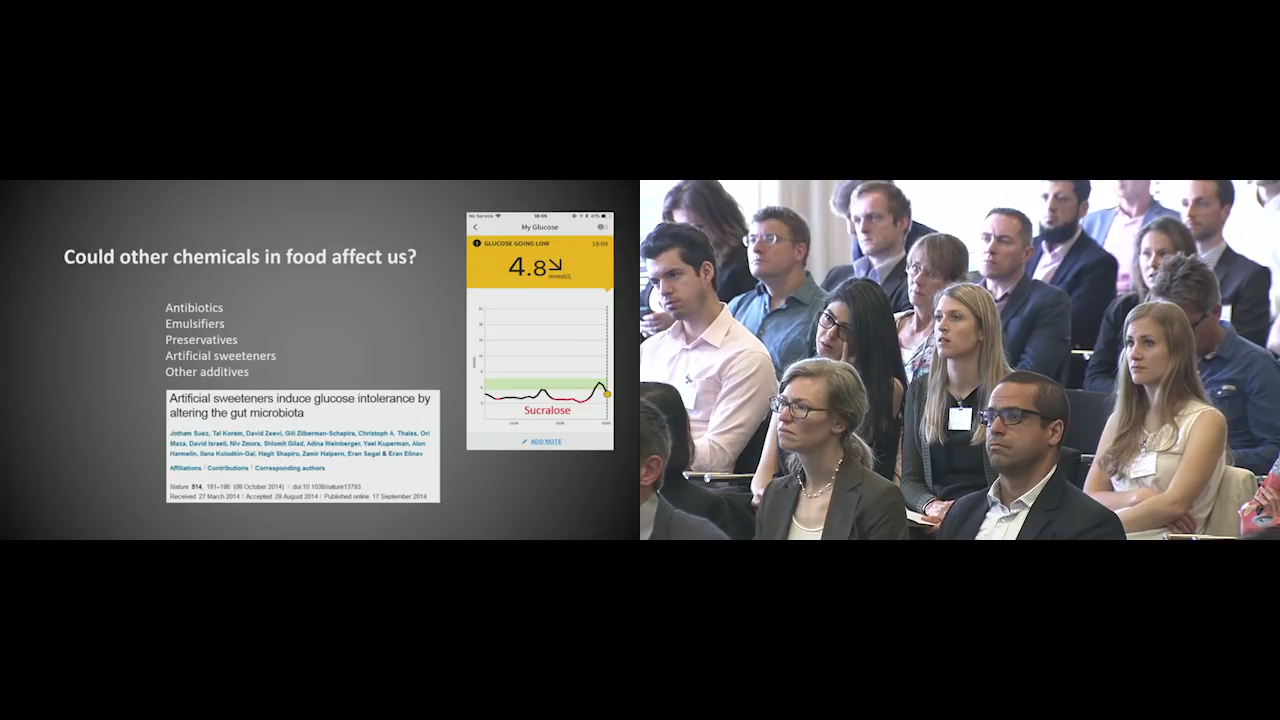 Could other chemicals in food affect us?
Antibiotics
Emulsifiers
Preservatives
Artificial sweeteners
Other additives
Artificial sweeteners induce glucose intolerance by
altering the gut microbiota
Jotham Suez, Tal Korem, David Zeevi, Gili Zilberman-Schapira, Christoph A. Thaiss, Ori
Maza, David Israeli, Niv Zmora, Shlomit Gilad, Adina Weinberger, Yael Kuperman, Alon
Harmelin, Ilana Kolodkin-Gal, Hagit Shapiro, Zamir Halpern, Eran Segal & Eran Elinav
Affiliations | Contributions | Corresponding authors
Nature 514, 181–186 (09 October 2014) | doi:10.1038/nature13793
Received 27 March 2014 | Accepted 29 August 2014 | Published online 17 September 2014
No Service 18:05 41%
My Glucose
GLUCOSE GOING LOW 18:04
4.8 mmol/L
Sucralose
ADD NOTE